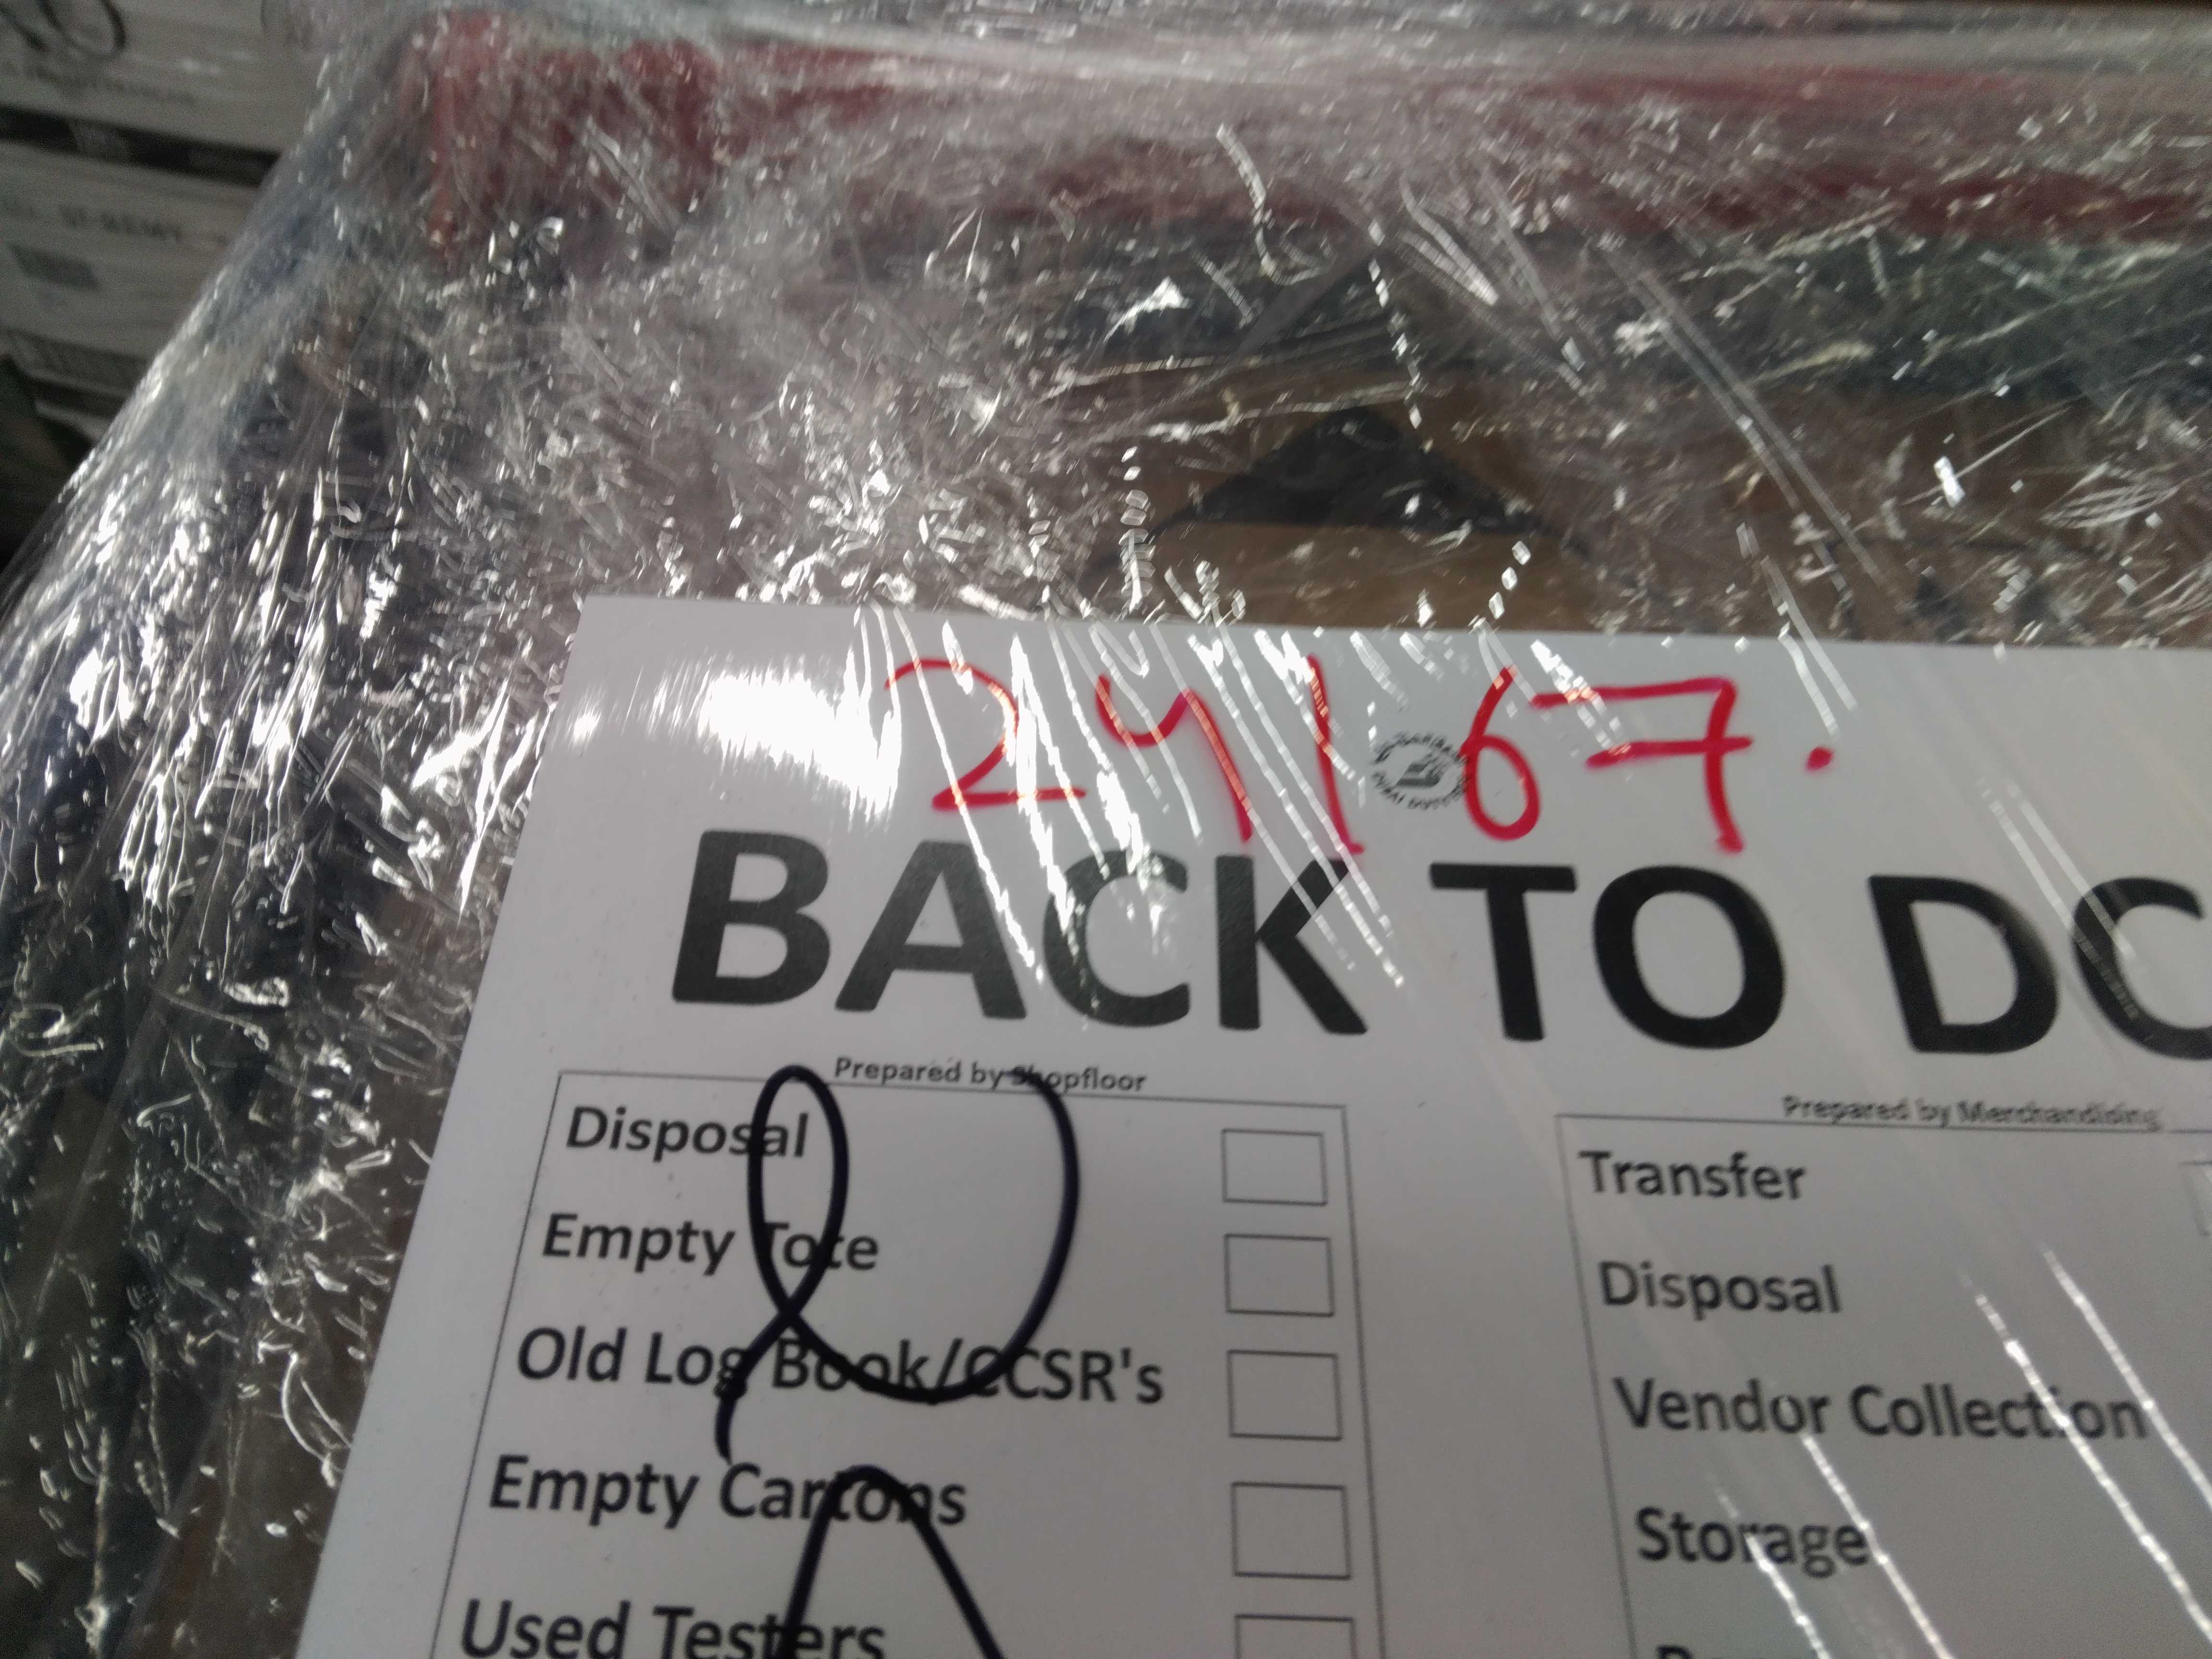 24167.
BACK TO DC
Prepared by Shopfloor
Disposal
Empty Tote
Old Log Book/CCSR's
Empty Cartons
Used Testers
Prepared by Merchandising
Transfer
Disposal
Vendor Collection
Storage